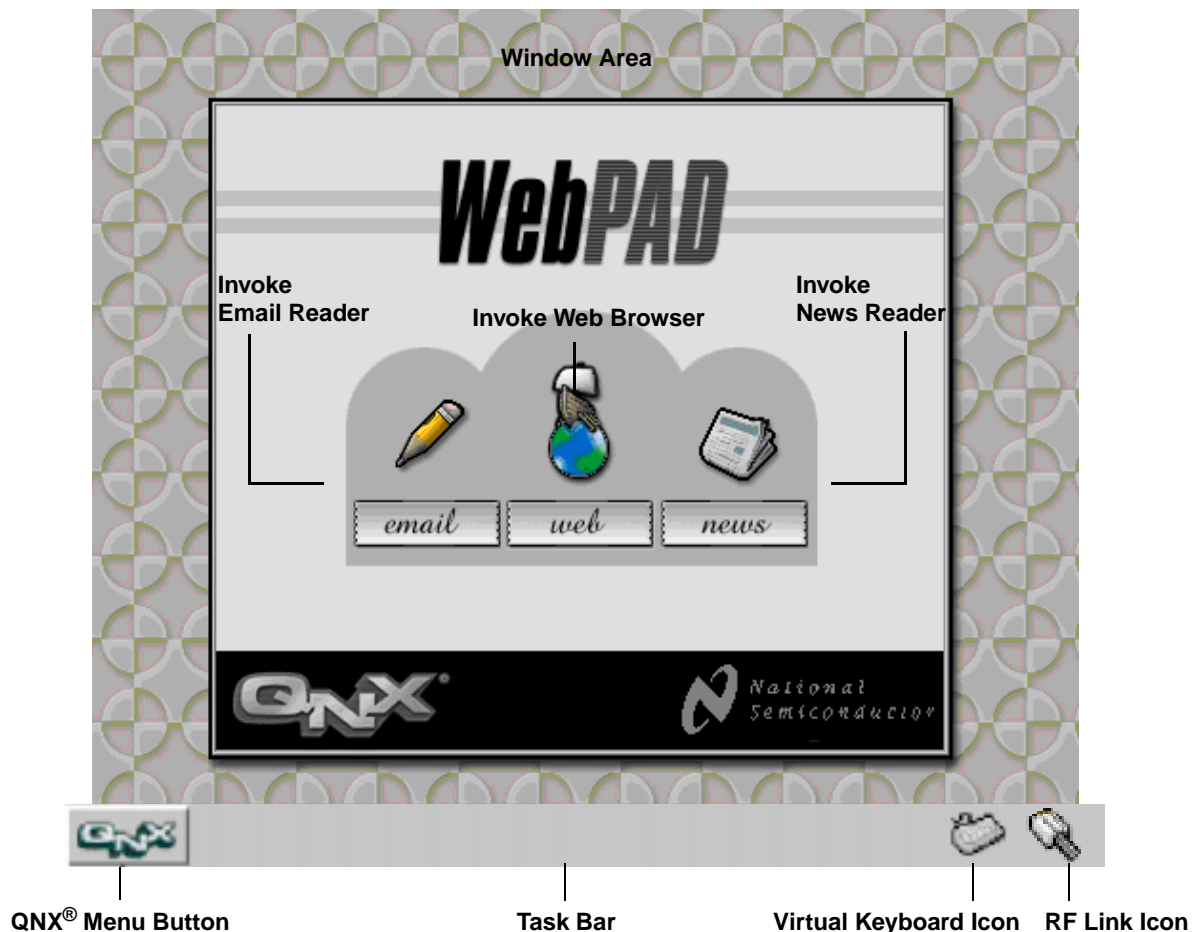 Window Area
WebPAD
Invoke
Email Reader
Invoke Web Browser
Invoke
News Reader
email
web
news
QNX®
National
Semiconductor
QNX
QNX® Menu Button
Task Bar
Virtual Keyboard Icon
RF Link Icon